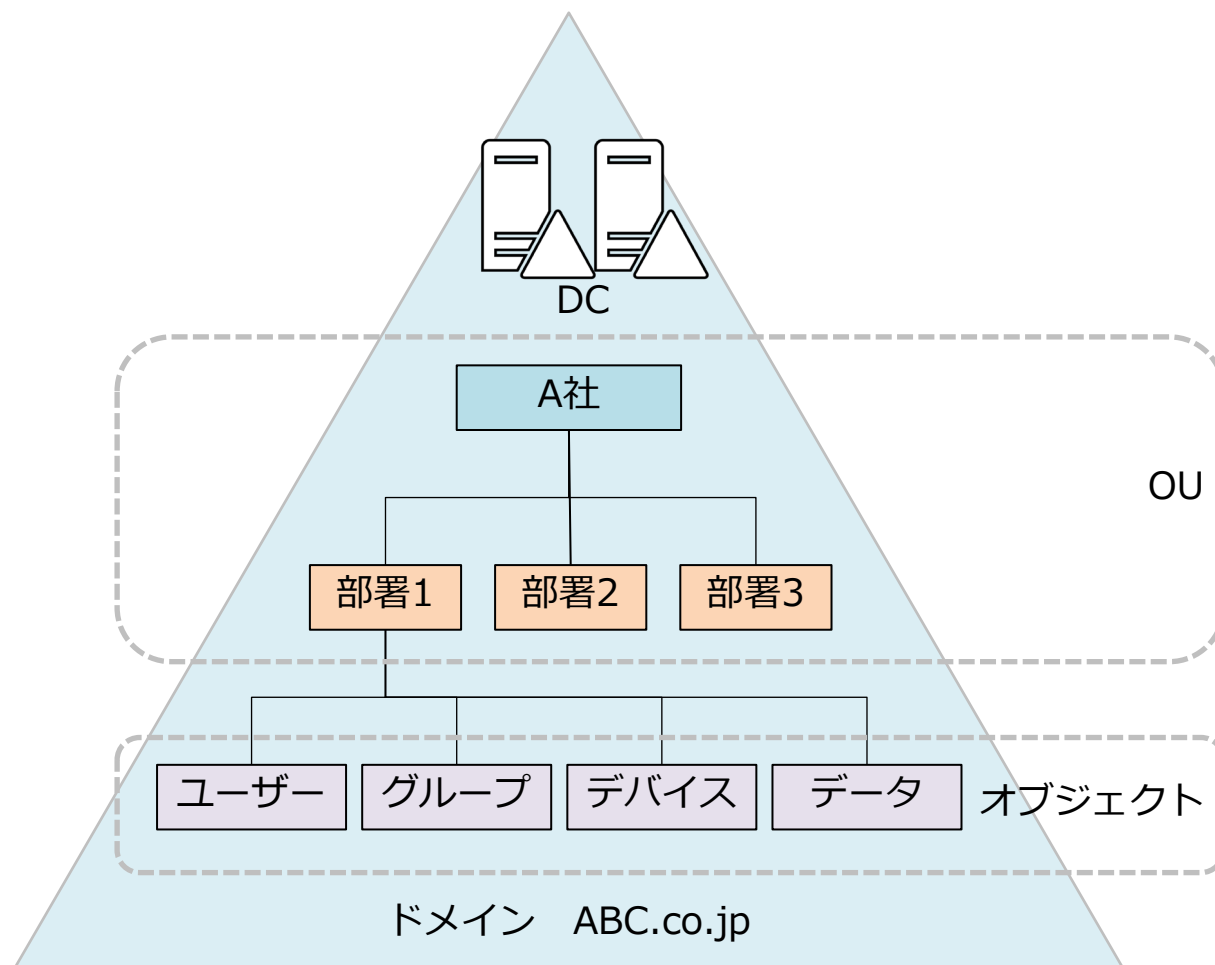 DC
A社
OU
部署1
部署2
部署3
ユーザー
グループ
デバイス
データ
オブジェクト
ドメイン　ABC.co.jp